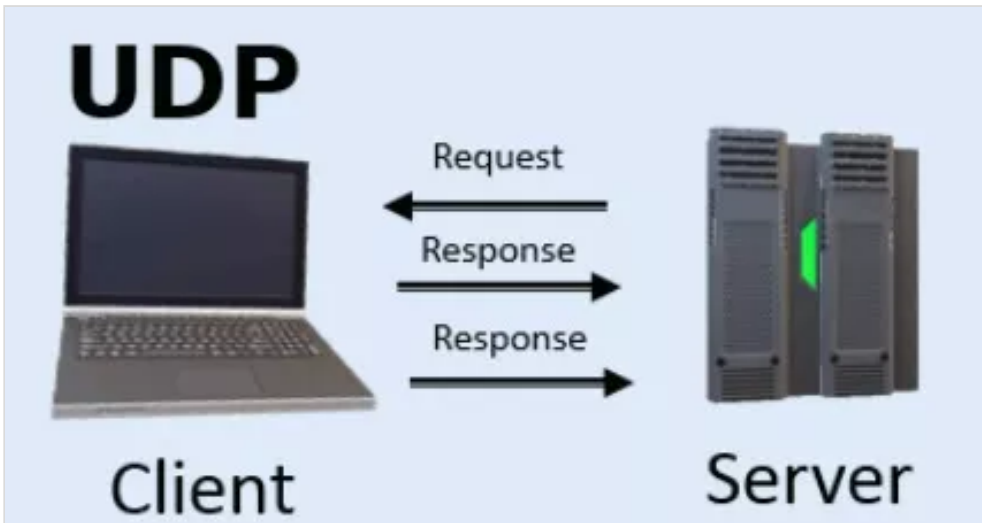 UDP
Request
Response
Response
Client
Server